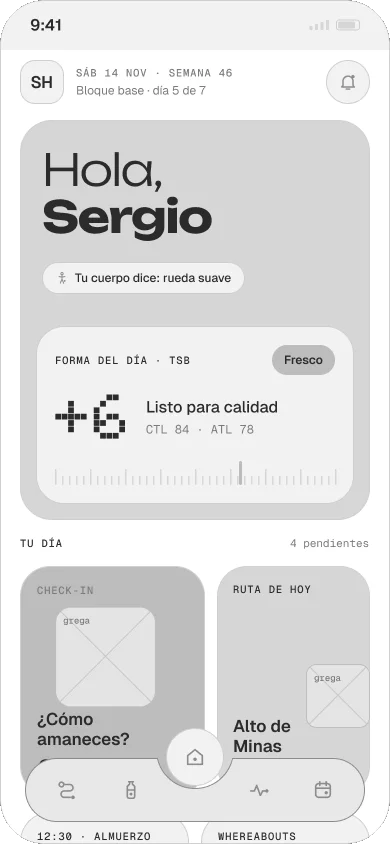 9:41
SH
SÁB 14 NOV · SEMANA 46
Bloque base · día 5 de 7
Hola,
Sergio
Tu cuerpo dice: rueda suave
FORMA DEL DÍA · TSB
Fresco
+6
Listo para calidad
CTL 84 · ATL 78
TU DÍA
4 pendientes
CHECK-IN
grega
¿Cómo
amaneces?
RUTA DE HOY
grega
Alto de
Minas
12:30 · ALMUERZO
WHEREABOUTS